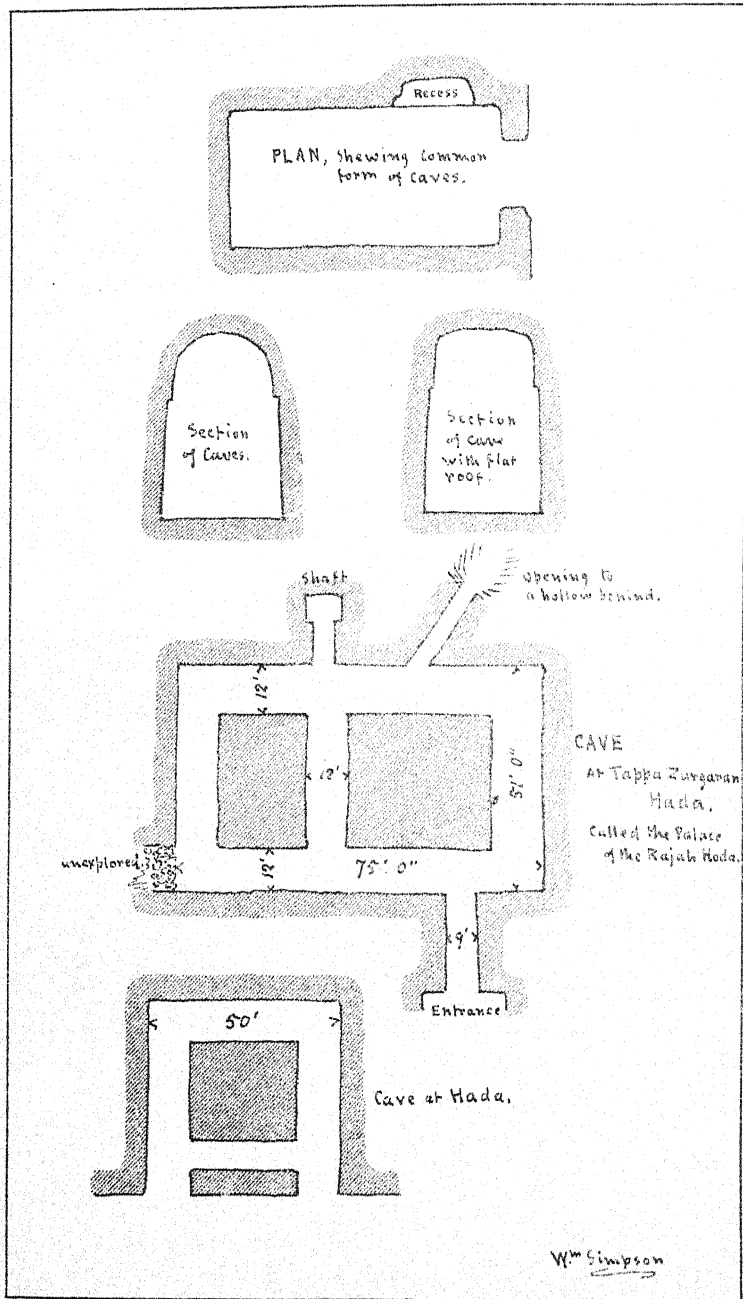 Recess
PLAN, Shewing Common
form of Caves.
Section
of Caves.
Section
of Cave
with flat
roof.
Shaft
opening to
a hollow behind.
12'
12'
51' 0"
CAVE
At Tappa Zurgaran
Hada,
Called the Palace
of the Rajah Hoda.
unexplored.
12'
75' 0"
9'
Entrance
50'
Cave at Hada.
Wm Simpson